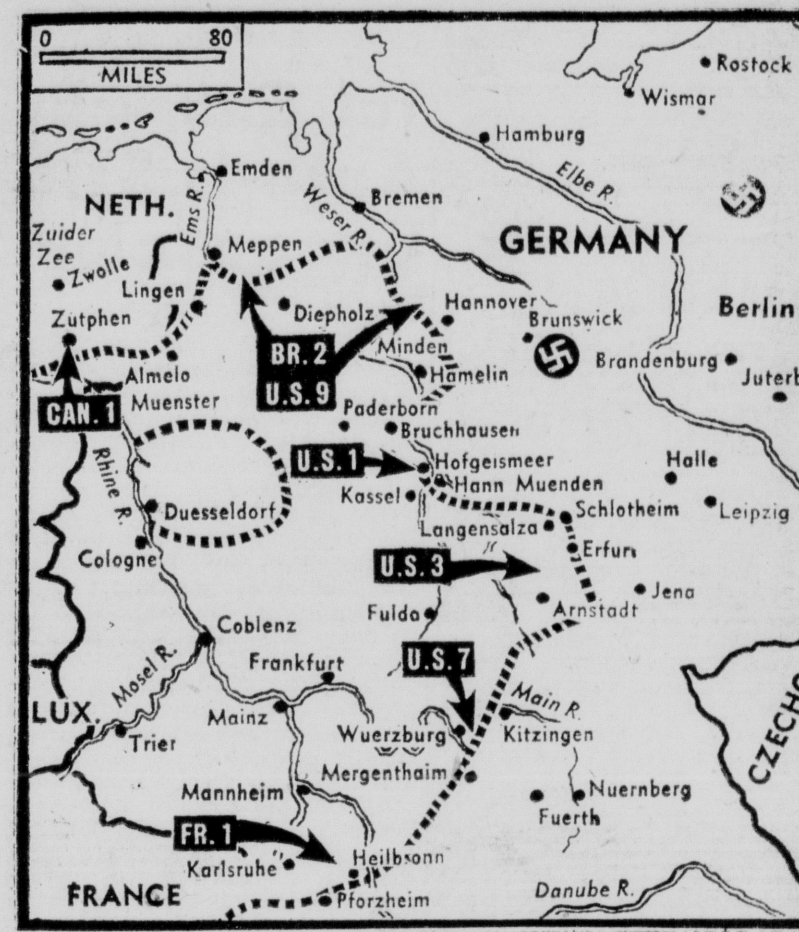 0 80
MILES
Rostock
Wismar
Hamburg
Elbe R.
Emden
NETH.
Ems R.
Weser R.
Bremen
Zuider
Zee
Zwolle
Meppen
GERMANY
Lingen
Diepholz
Hannover
Berlin
Zutphen
BR. 2
U.S. 9
Minden
Brunswick
Brandenburg
Almelo
Hamelin
Juterb
CAN. 1
Muenster
Paderborn
Bruchhausen
Rhine R.
U.S. 1
Hofgeismeer
Hann Muenden
Halle
Kassel
Duesseldorf
Schlotheim
Leipzig
Langensalza
Cologne
Erfurt
U.S. 3
Jena
Arnstadt
Fulda
Coblenz
U.S. 7
Frankfurt
Mosel R.
Main R.
LUX.
Mainz
Trier
Wuerzburg
Kitzingen
CZECHO
Mergenthaim
Mannheim
Nuernberg
Fuerth
FR. 1
Heilbronn
Karlsruhe
FRANCE
Pforzheim
Danube R.